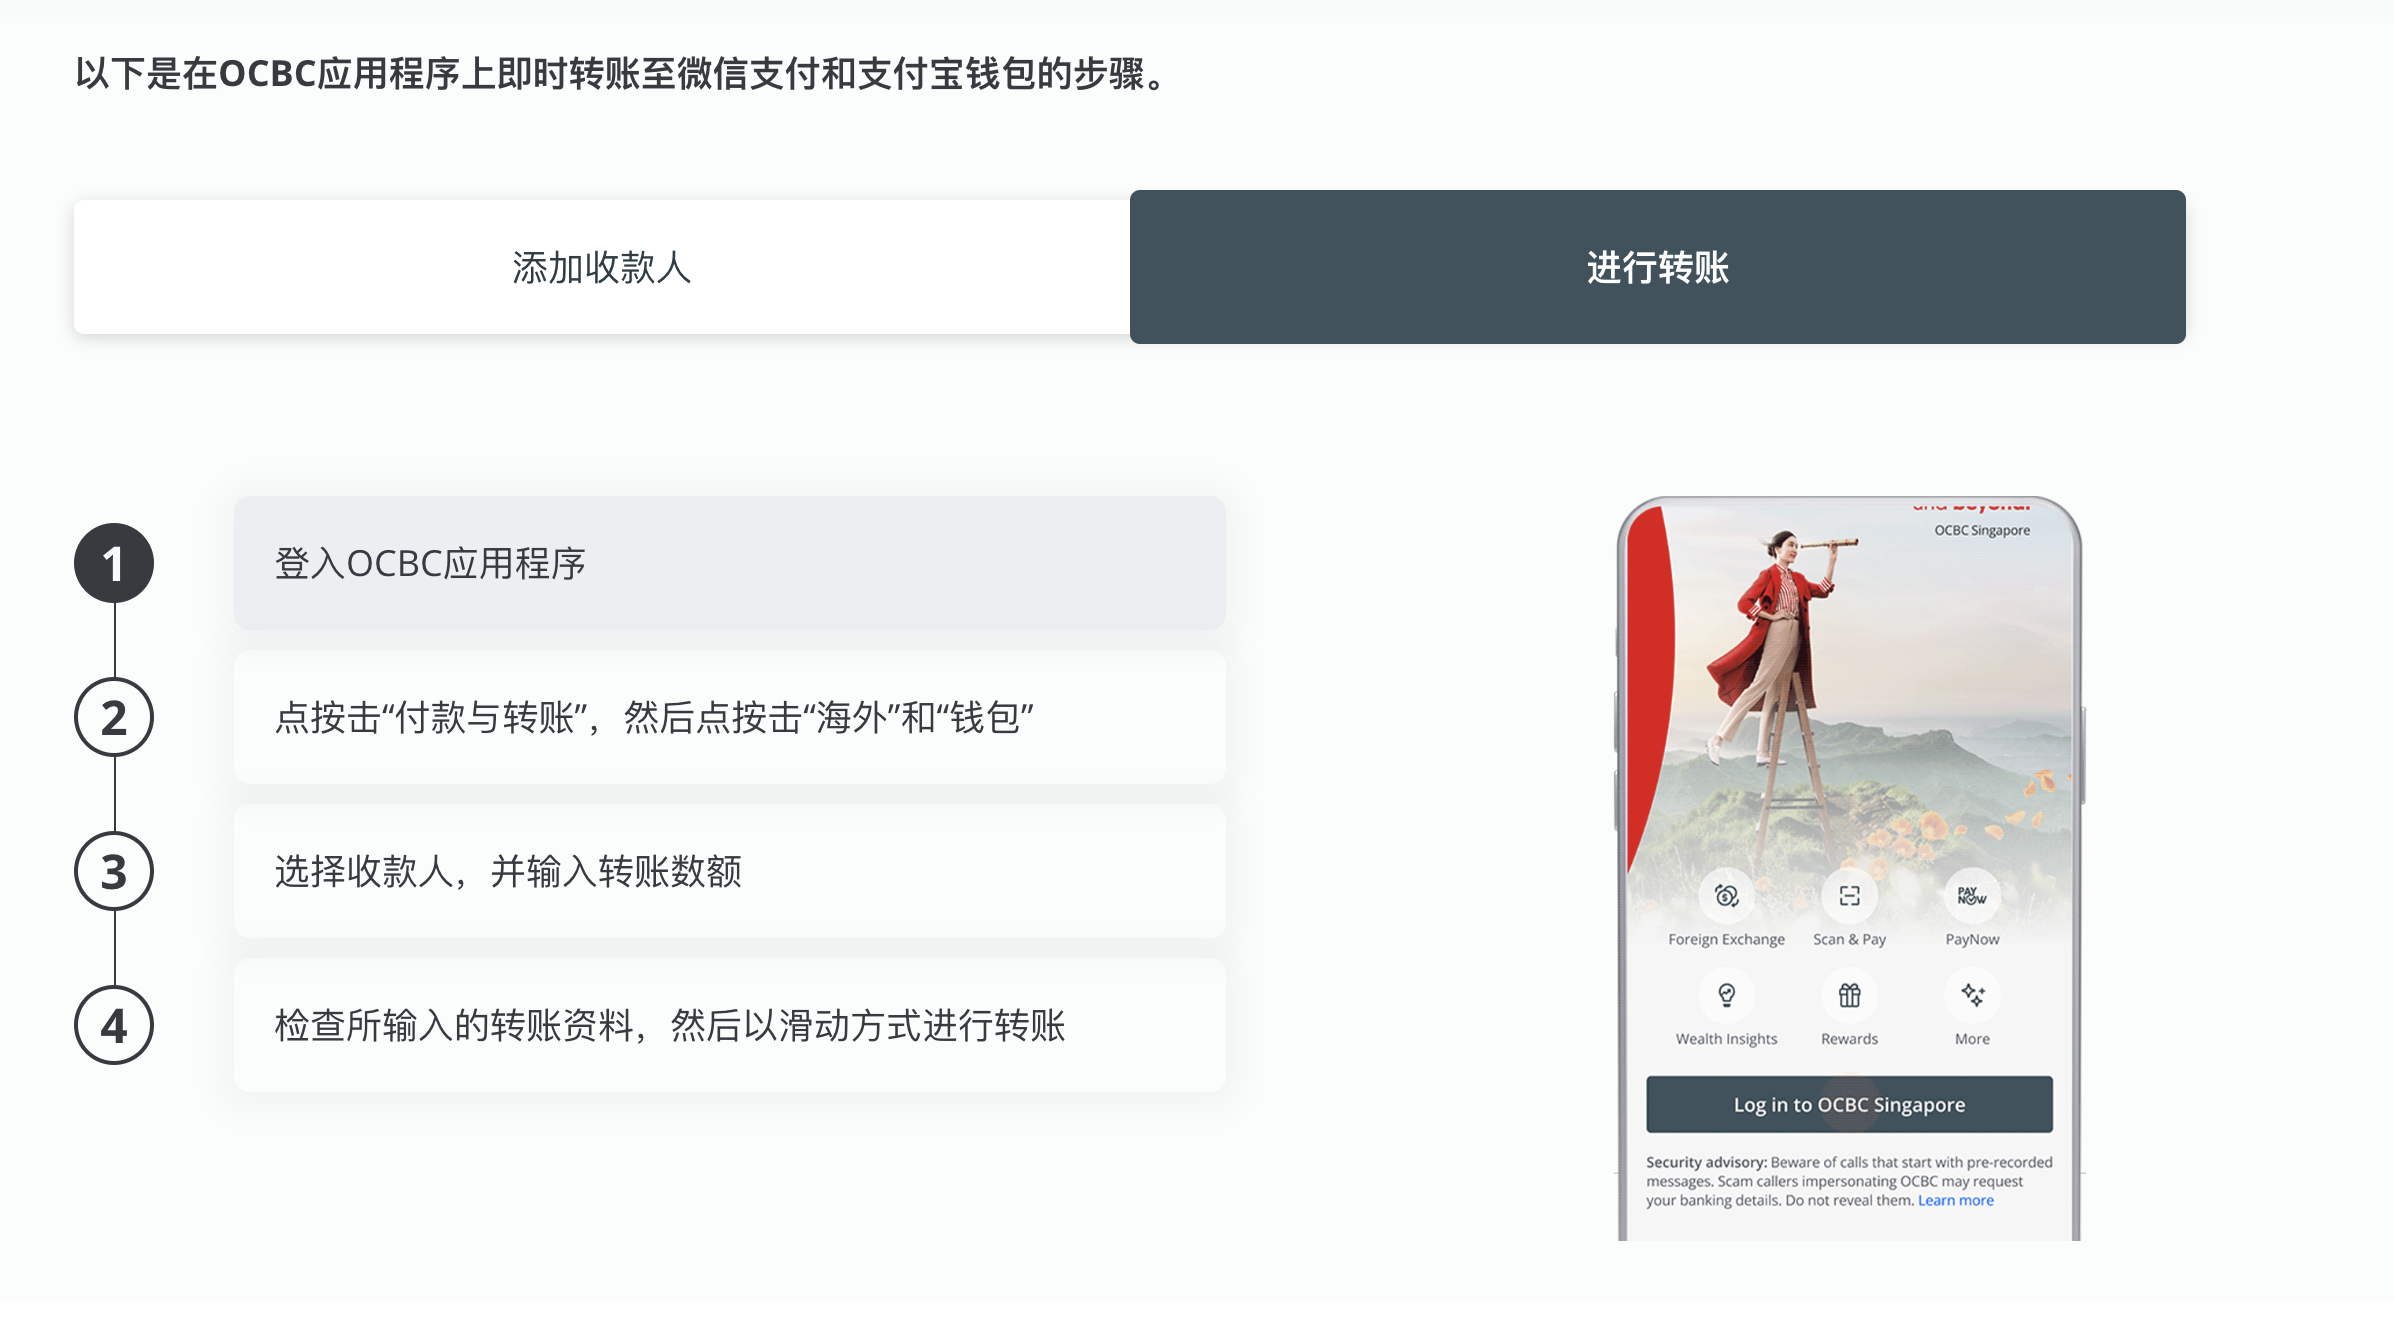 以下是在OCBC应用程序上即时转账至微信支付和支付宝钱包的步骤。
添加收款人
进行转账
1
登入OCBC应用程序
2
点按击“付款与转账”，然后点按击“海外”和“钱包”
3
选择收款人，并输入转账数额
4
检查所输入的转账资料，然后以滑动方式进行转账
and beyond.
OCBC Singapore
PAY NOW
Foreign Exchange
Scan & Pay
PayNow
Wealth Insights
Rewards
More
Log in to OCBC Singapore
Security advisory: Beware of calls that start with pre-recorded
messages. Scam callers impersonating OCBC may request
your banking details. Do not reveal them. Learn more